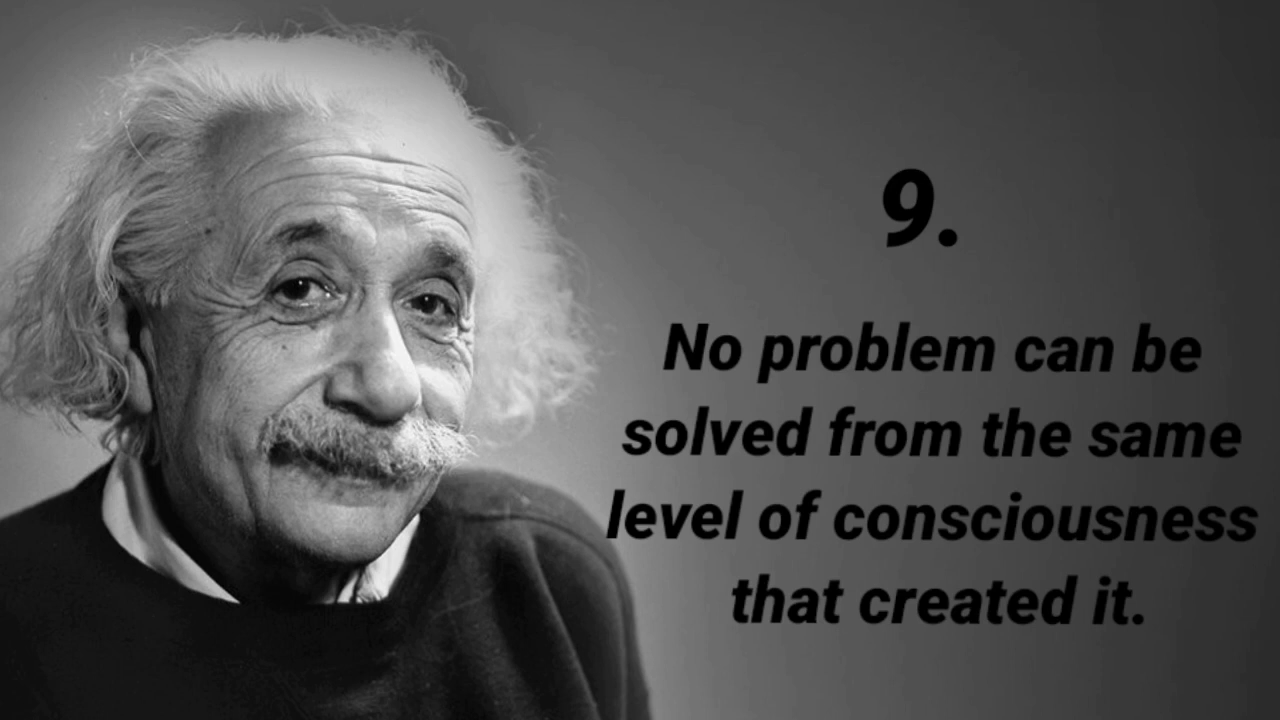 9.
No problem can be
solved from the same
level of consciousness
that created it.